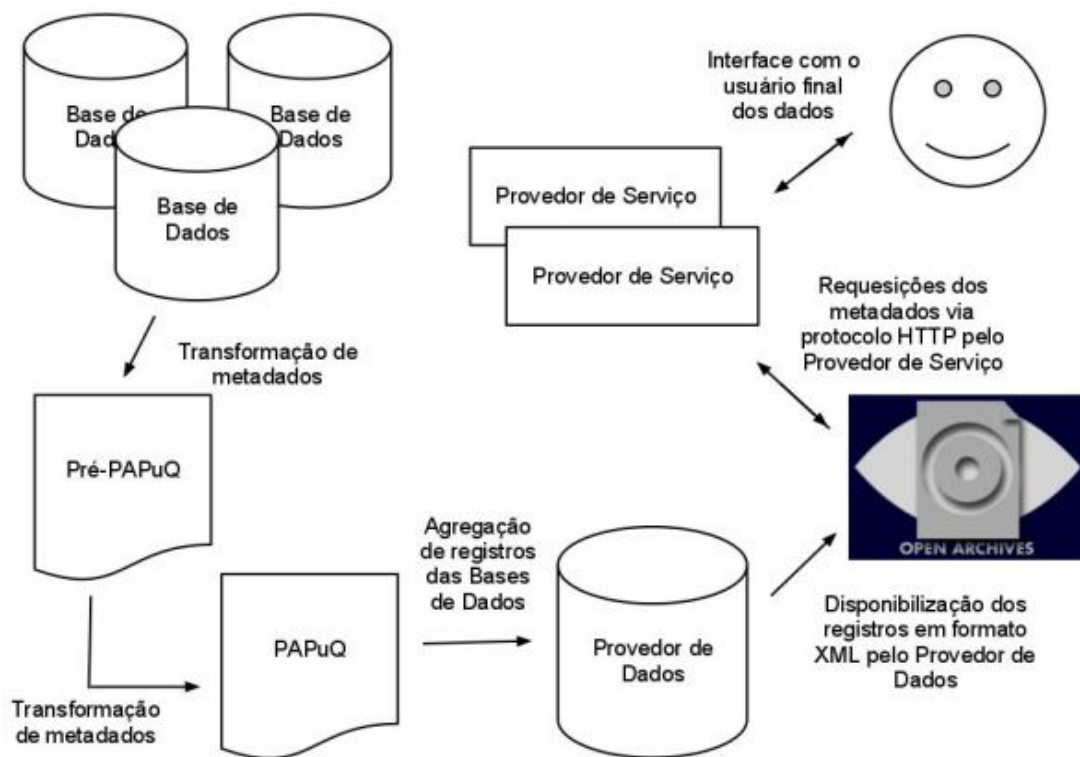 Base de
Dados
Base de
Dados
Base de
Dados
Transformação de
metadados
Pré-PAPuQ
Transformação
de metadados
PAPuQ
Agregação
de registros
das Bases
de Dados
Provedor de
Dados
Disponibilização dos
registros em formato
XML pelo Provedor de
Dados
OPEN ARCHIVES
Requesições dos
metadados via
protocolo HTTP pelo
Provedor de Serviço
Provedor de Serviço
Provedor de Serviço
Interface com o
usuário final
dos dados